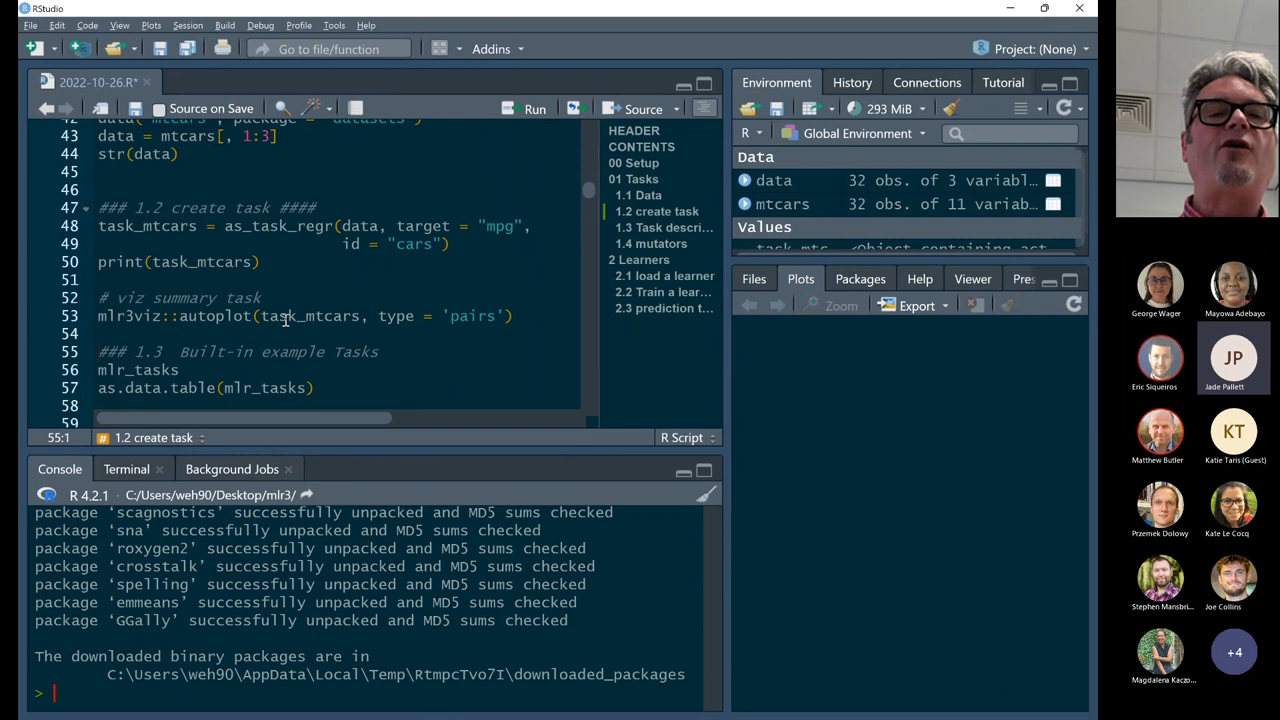 RStudio
File Edit Code View Plots Session Build Debug Profile Tools Help
Go to file/function Addins Project: (None)
2022-10-26.R*
Source on Save Run Source
43 data = mtcars[, 1:3]
44 str(data)
45
46
47 ### 1.2 create task ####
48 task_mtcars = as_task_regr(data, target = "mpg",
49 id = "cars")
50 print(task_mtcars)
51
52 # viz summary task
53 mlr3viz::autoplot(task_mtcars, type = 'pairs')
54
55 ### 1.3 Built-in example Tasks
56 mlr_tasks
57 as.data.table(mlr_tasks)
58
59
HEADER
CONTENTS
00 Setup
01 Tasks
1.1 Data
1.2 create task
1.3 Task descri...
1.4 mutators
2 Learners
2.1 load a learner
2.2 Train a lear...
2.3 prediction t...
55:1 1.2 create task R Script
Console Terminal Background Jobs
R 4.2.1 · C:/Users/weh90/Desktop/mlr3/
package ‘scagnostics’ successfully unpacked and MD5 sums checked
package ‘sna’ successfully unpacked and MD5 sums checked
package ‘roxygen2’ successfully unpacked and MD5 sums checked
package ‘crosstalk’ successfully unpacked and MD5 sums checked
package ‘spelling’ successfully unpacked and MD5 sums checked
package ‘emmeans’ successfully unpacked and MD5 sums checked
package ‘GGally’ successfully unpacked and MD5 sums checked
The downloaded binary packages are in
C:\Users\weh90\AppData\Local\Temp\RtmpcTvo7I\downloaded_packages
>
Environment History Connections Tutorial
293 MiB
R Global Environment
Data
data 32 obs. of 3 variabl...
mtcars 32 obs. of 11 variab...
Values
Files Plots Packages Help Viewer Pres
Zoom Export
George Wager
Mayowa Adebayo
Eric Siqueiros
JP
Jade Pallett
Matthew Butler
KT
Katie Taris (Guest)
Przemek Dolowy
Kate Le Cocq
Stephen Mansbri...
Joe Collins
Magdalena Kaczo...
+4